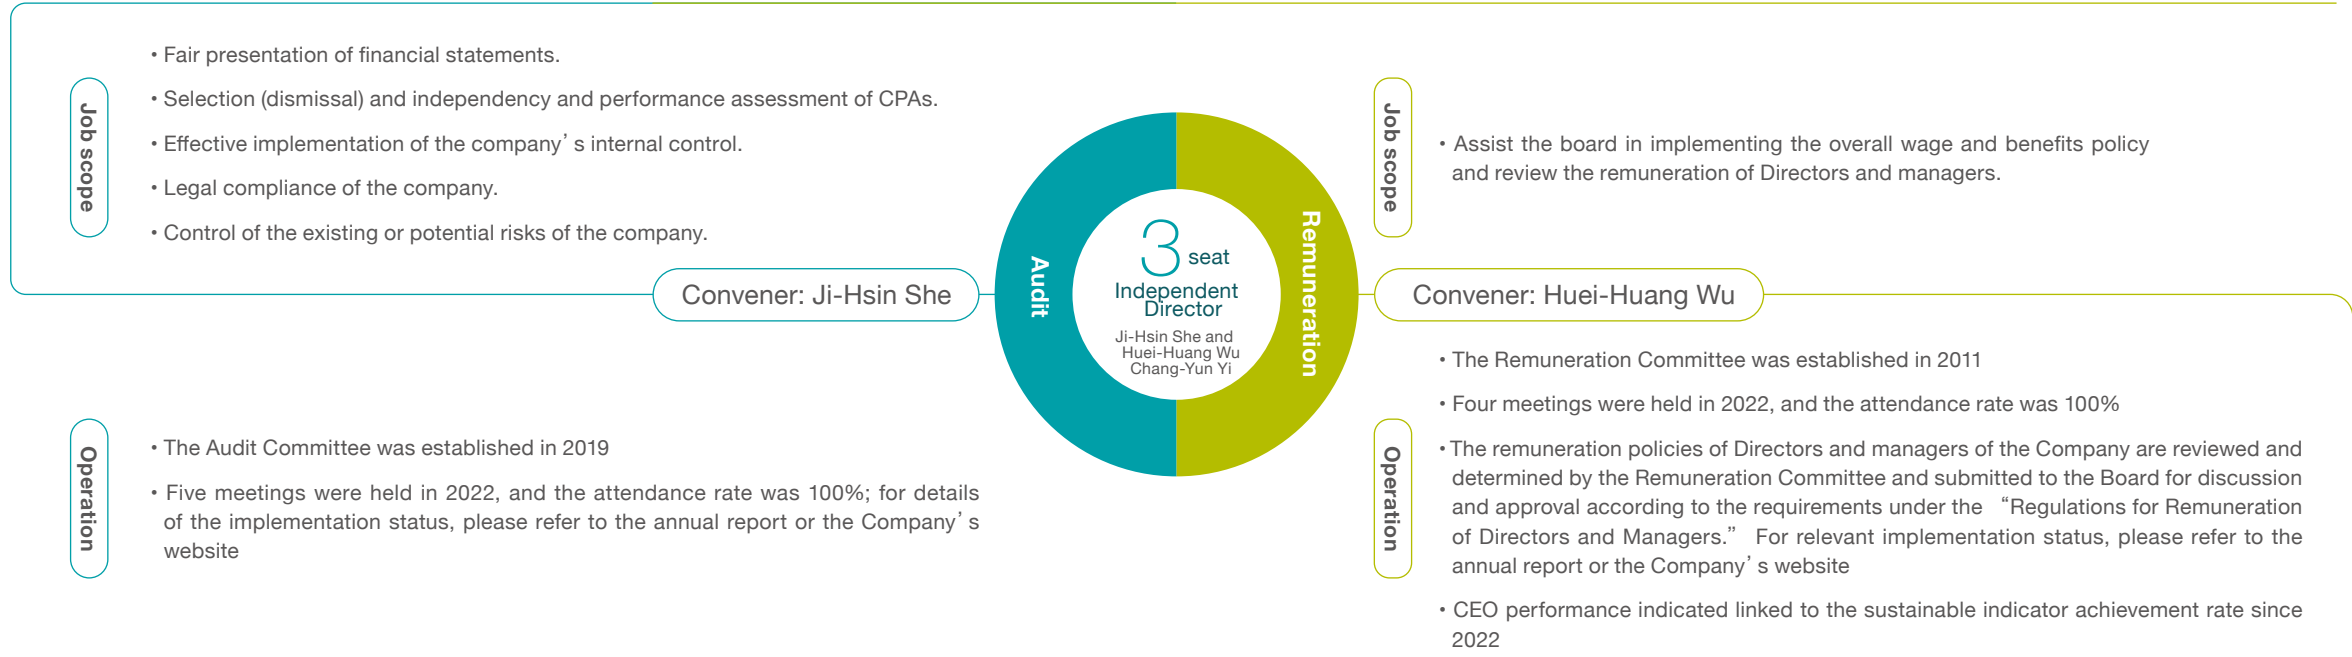 Job scope
• Fair presentation of financial statements.
• Selection (dismissal) and independency and performance assessment of CPAs.
• Effective implementation of the company’s internal control.
• Legal compliance of the company.
• Control of the existing or potential risks of the company.
Convener: Ji-Hsin She
Operation
• The Audit Committee was established in 2019
• Five meetings were held in 2022, and the attendance rate was 100%; for details
of the implementation status, please refer to the annual report or the Company’s
website
Audit
3 seat
Independent
Director
Ji-Hsin She and
Huei-Huang Wu
Chang-Yun Yi
Remuneration
Job scope
• Assist the board in implementing the overall wage and benefits policy
and review the remuneration of Directors and managers.
Convener: Huei-Huang Wu
Operation
• The Remuneration Committee was established in 2011
• Four meetings were held in 2022, and the attendance rate was 100%
• The remuneration policies of Directors and managers of the Company are reviewed and
determined by the Remuneration Committee and submitted to the Board for discussion
and approval according to the requirements under the “Regulations for Remuneration
of Directors and Managers.” For relevant implementation status, please refer to the
annual report or the Company’s website
• CEO performance indicated linked to the sustainable indicator achievement rate since
2022